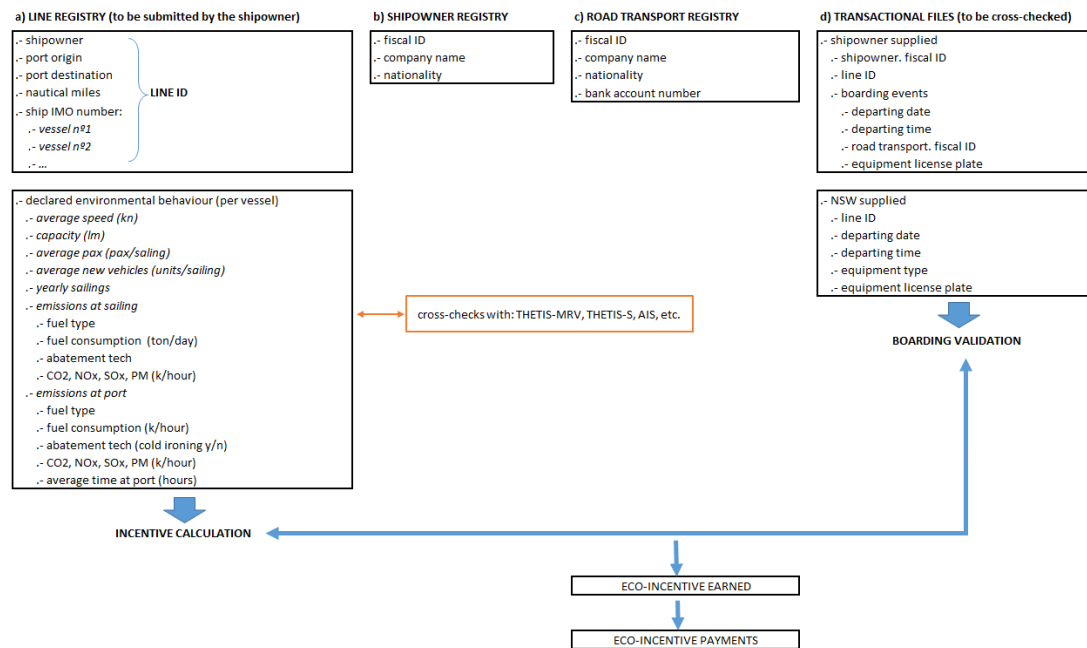 a) LINE REGISTRY (to be submitted by the shipowner)
.- shipowner
.- port origin
.- port destination
.- nautical miles
.- ship IMO number:
.- vessel nº1
.- vessel nº2
.- ...
LINE ID
b) SHIPOWNER REGISTRY
.- fiscal ID
.- company name
.- nationality
c) ROAD TRANSPORT REGISTRY
.- fiscal ID
.- company name
.- nationality
.- bank account number
d) TRANSACTIONAL FILES (to be cross-checked)
.- shipowner supplied
.- shipowner. fiscal ID
.- line ID
.- boarding events
.- departing date
.- departing time
.- road transport. fiscal ID
.- equipment license plate
.- declared environmental behaviour (per vessel)
.- average speed (kn)
.- capacity (lm)
.- average pax (pax/saling)
.- average new vehicles (units/sailing)
.- yearly sailings
.- emissions at sailing
.- fuel type
.- fuel consumption (ton/day)
.- abatement tech
.- CO2, NOx, SOx, PM (k/hour)
.- emissions at port
.- fuel type
.- fuel consumption (k/hour)
.- abatement tech (cold ironing y/n)
.- CO2, NOx, SOx, PM (k/hour)
.- average time at port (hours)
cross-checks with: THETIS-MRV, THETIS-S, AIS, etc.
.- NSW supplied
.- line ID
.- departing date
.- departing time
.- equipment type
.- equipment license plate
BOARDING VALIDATION
INCENTIVE CALCULATION
ECO-INCENTIVE EARNED
ECO-INCENTIVE PAYMENTS